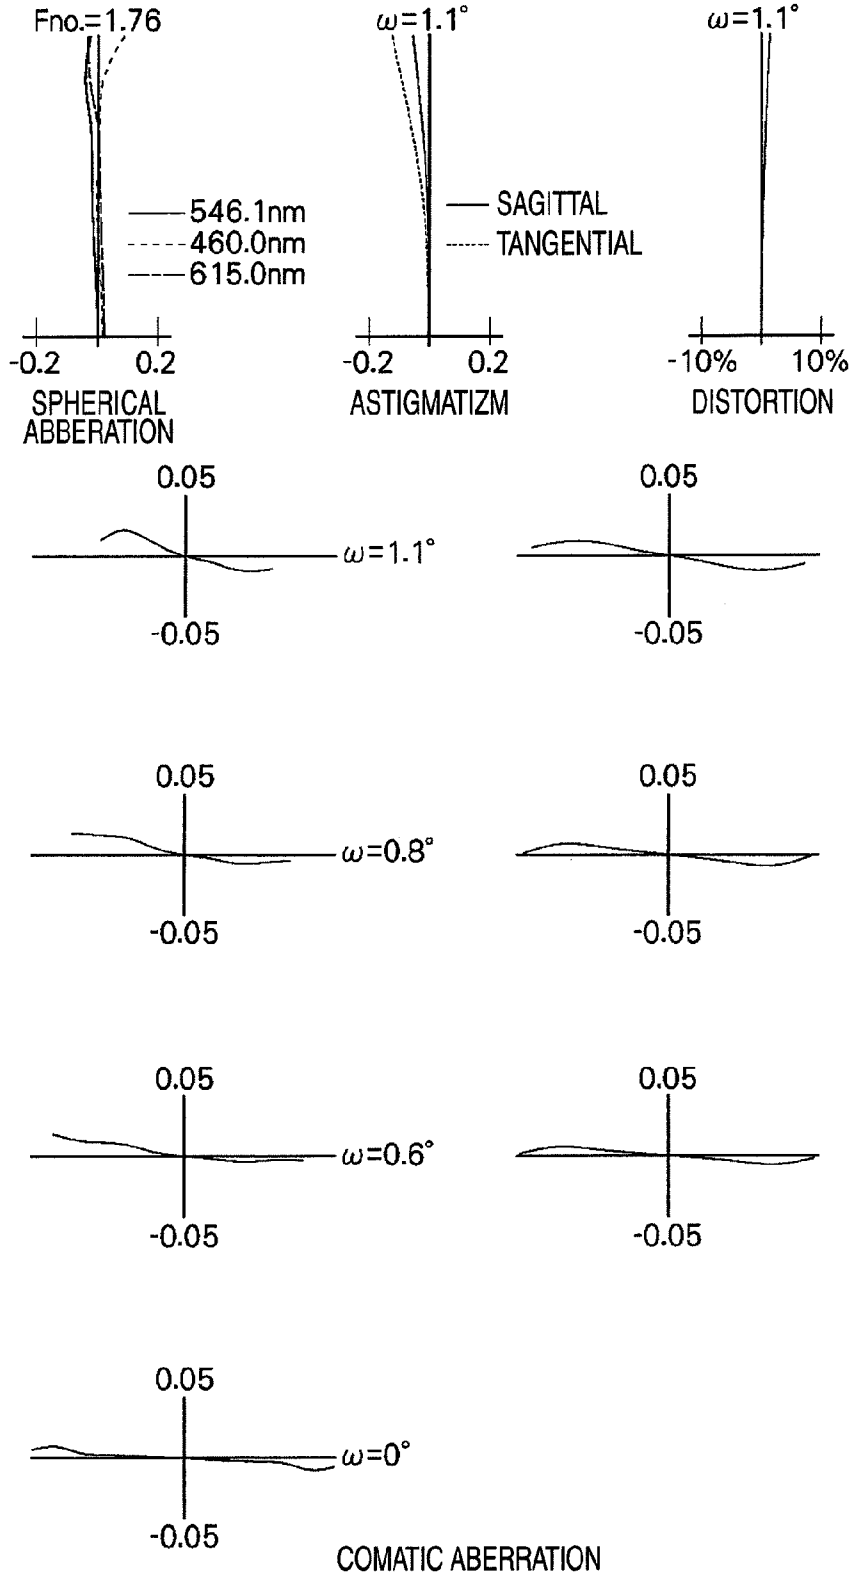 Fno.=1.76
ω=1.1°
ω=1.1°
546.1nm
460.0nm
615.0nm
SAGITTAL
TANGENTIAL
-0.2 0.2
-0.2 0.2
-10% 10%
SPHERICAL
ABBERATION
ASTIGMATIZM
DISTORTION
0.05
0.05
ω=1.1°
-0.05
-0.05
0.05
0.05
ω=0.8°
-0.05
-0.05
0.05
0.05
ω=0.6°
-0.05
-0.05
0.05
ω=0°
-0.05
COMATIC ABERRATION